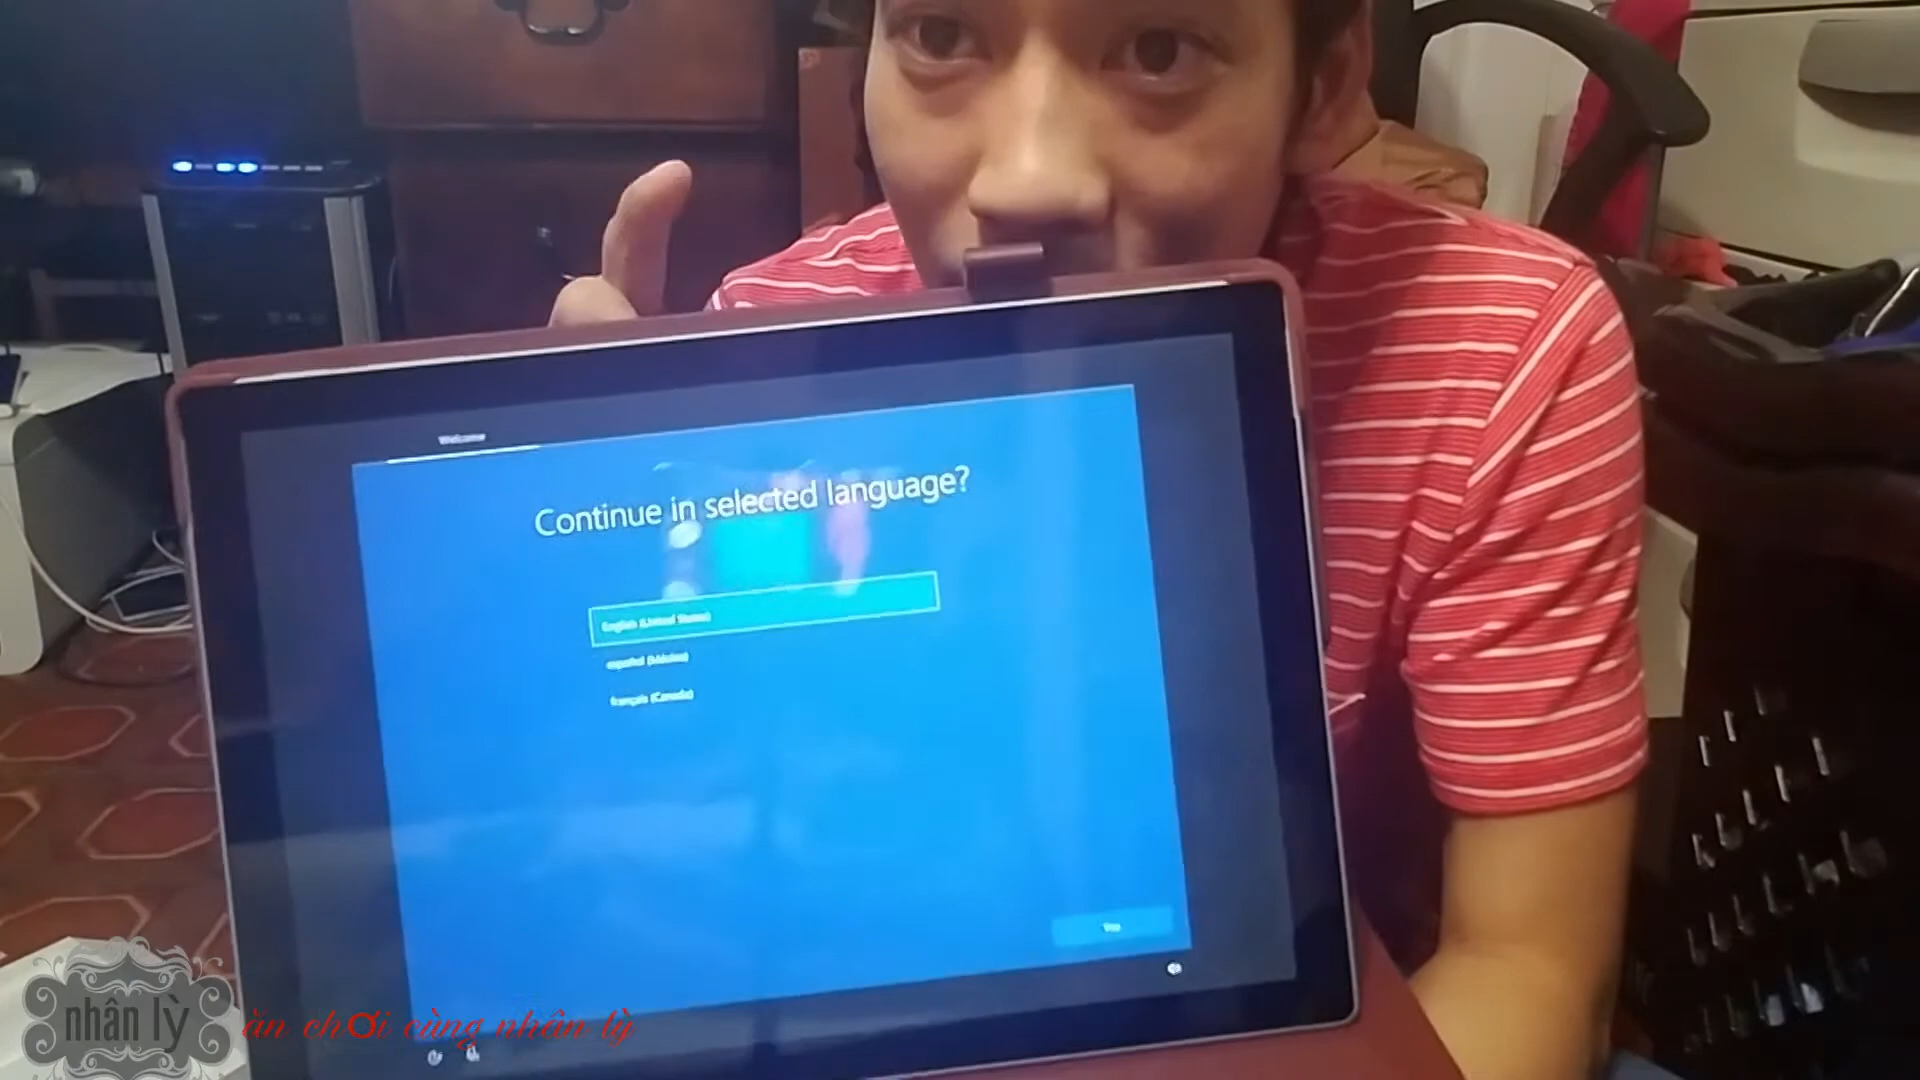 Welcome
Continue in selected language?
English (United States)
español (México)
français (Canada)
Yes
nhân lỳ
ăn chơi cùng nhân lỳ